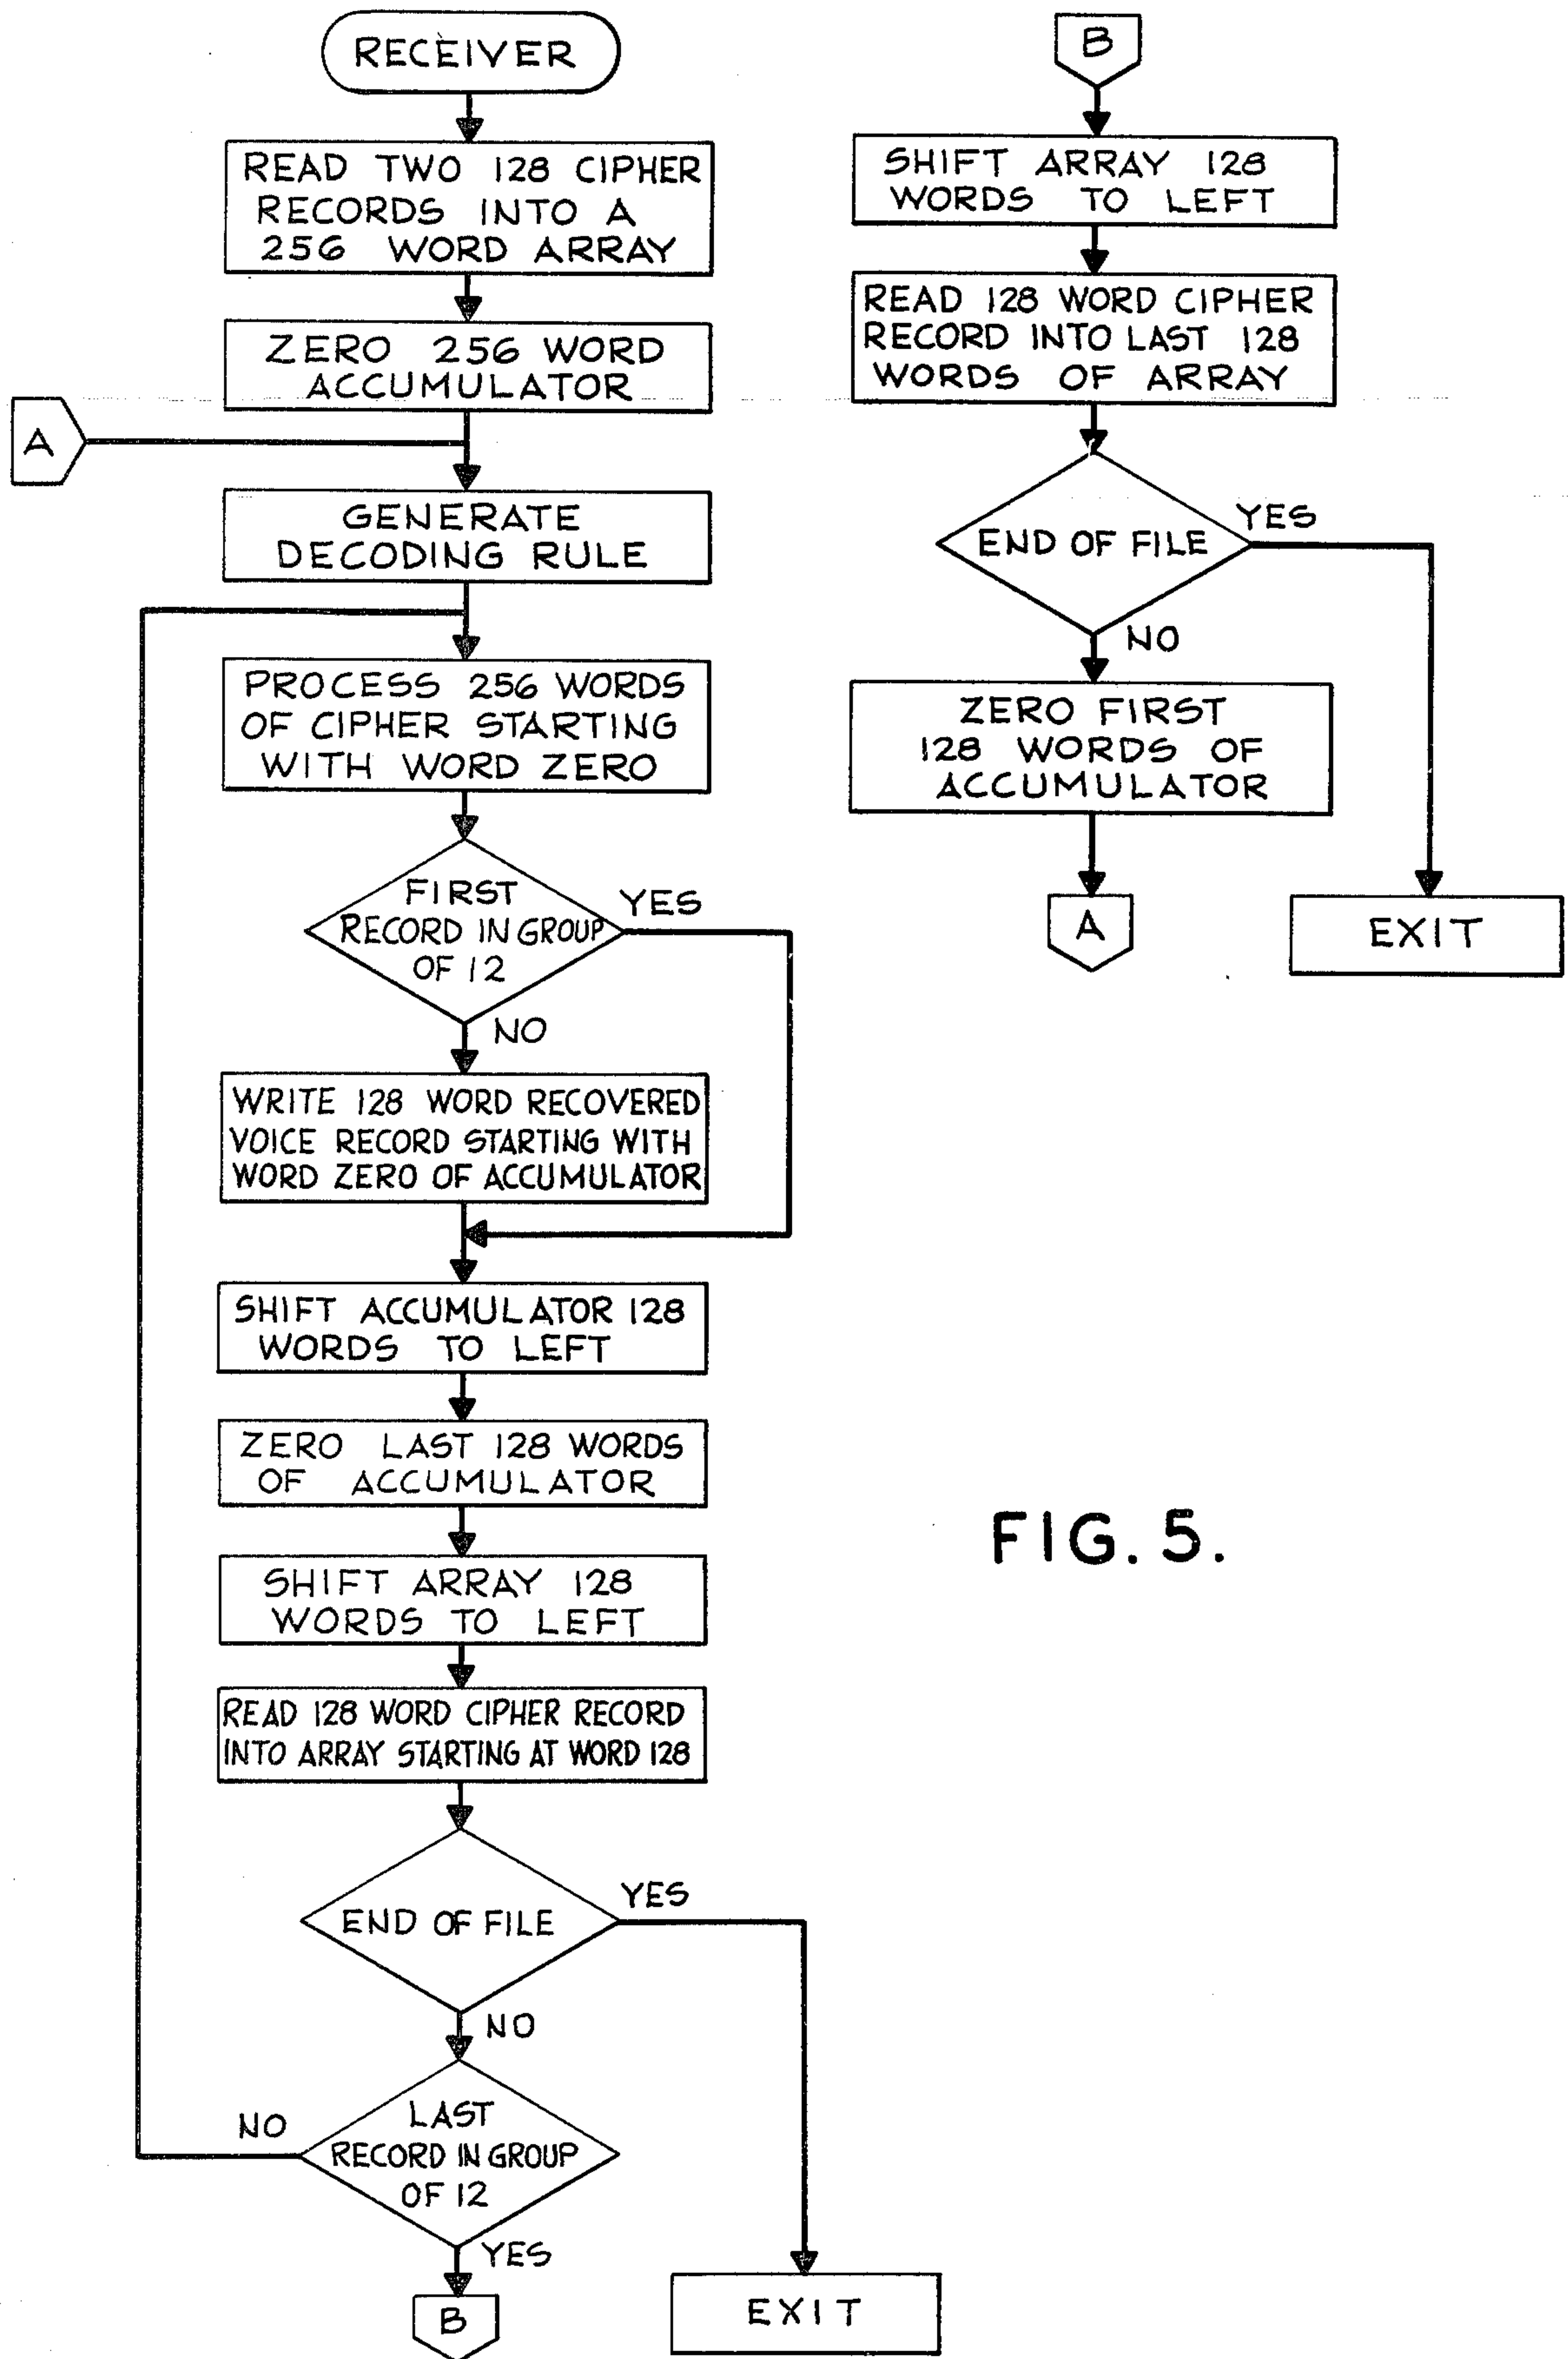 RECEIVER
READ TWO 128 CIPHER
RECORDS INTO A
256 WORD ARRAY
ZERO 256 WORD
ACCUMULATOR
A
GENERATE
DECODING RULE
PROCESS 256 WORDS
OF CIPHER STARTING
WITH WORD ZERO
FIRST
RECORD IN GROUP
OF 12
YES
NO
WRITE 128 WORD RECOVERED
VOICE RECORD STARTING WITH
WORD ZERO OF ACCUMULATOR
SHIFT ACCUMULATOR 128
WORDS TO LEFT
ZERO LAST 128 WORDS
OF ACCUMULATOR
SHIFT ARRAY 128
WORDS TO LEFT
READ 128 WORD CIPHER RECORD
INTO ARRAY STARTING AT WORD 128
END OF FILE
YES
NO
LAST
RECORD IN GROUP
OF 12
NO
YES
B
EXIT
B
SHIFT ARRAY 128
WORDS TO LEFT
READ 128 WORD CIPHER
RECORD INTO LAST 128
WORDS OF ARRAY
END OF FILE
YES
NO
ZERO FIRST
128 WORDS OF
ACCUMULATOR
A
EXIT
FIG. 5.